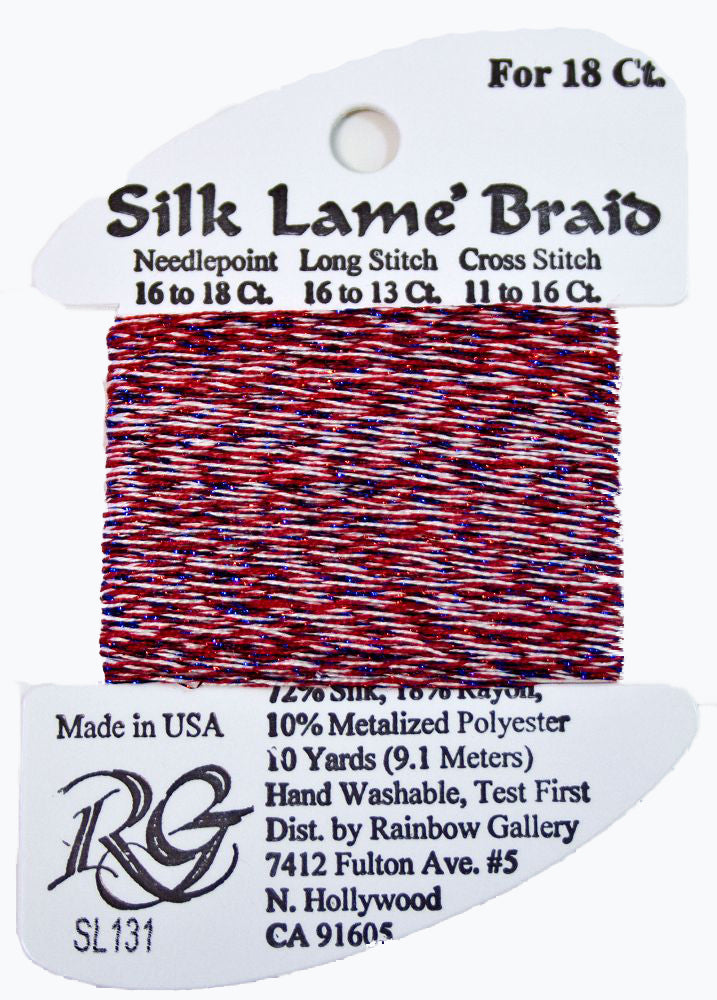 For 18 Ct.
Silk Lame' Braid
Needlepoint Long Stitch Cross Stitch
16 to 18 Ct. 16 to 13 Ct. 11 to 16 Ct.
72% Silk, 18% Rayon,
Made in USA
10% Metalized Polyester
10 Yards (9.1 Meters)
Hand Washable, Test First
Dist. by Rainbow Gallery
7412 Fulton Ave. #5
N. Hollywood
CA 91605
RG
SL131